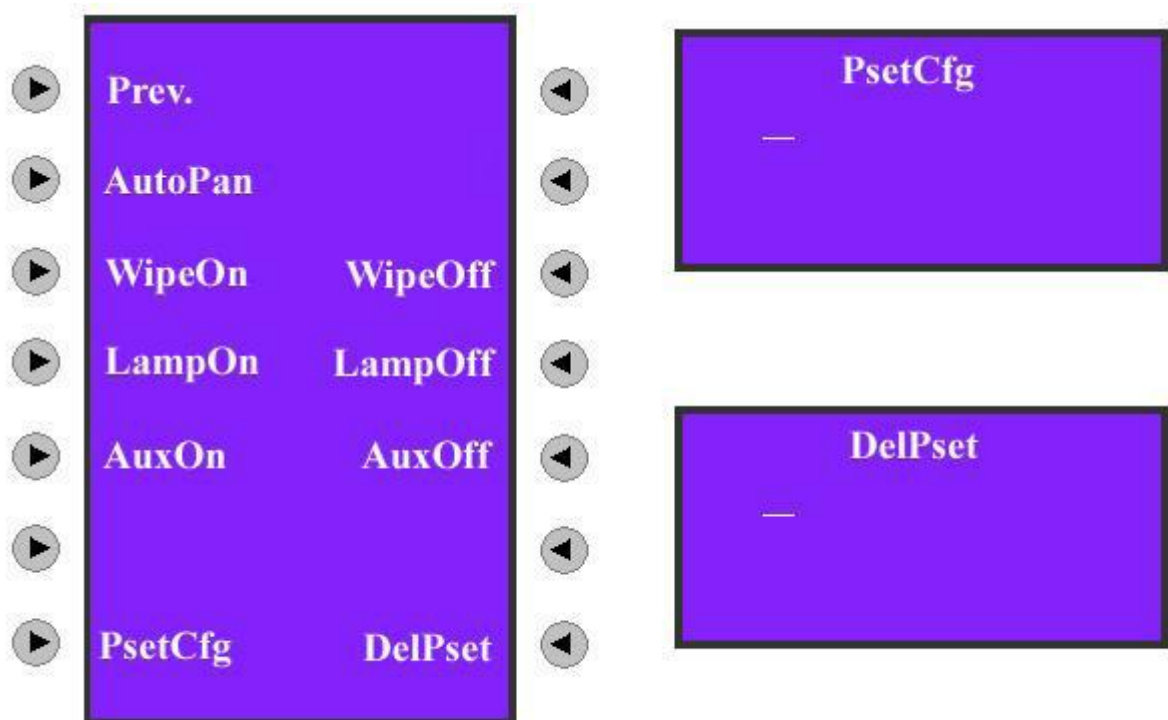 Prev.
AutoPan
WipeOn WipeOff
LampOn LampOff
AuxOn AuxOff
PsetCfg DelPset
PsetCfg
DelPset